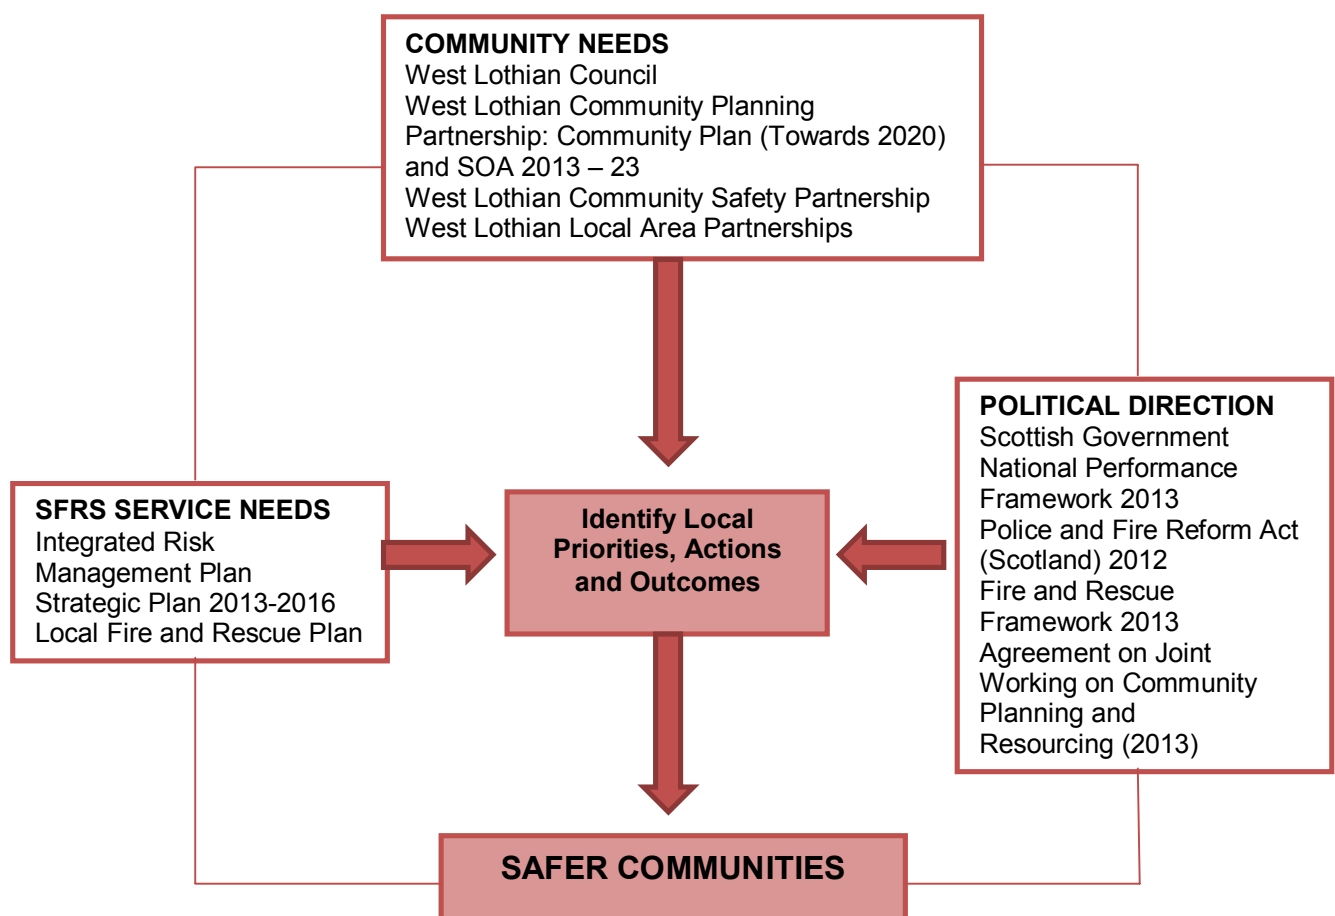 COMMUNITY NEEDS
West Lothian Council
West Lothian Community Planning
Partnership: Community Plan (Towards 2020)
and SOA 2013 – 23
West Lothian Community Safety Partnership
West Lothian Local Area Partnerships
SFRS SERVICE NEEDS
Integrated Risk
Management Plan
Strategic Plan 2013-2016
Local Fire and Rescue Plan
Identify Local
Priorities, Actions
and Outcomes
POLITICAL DIRECTION
Scottish Government
National Performance
Framework 2013
Police and Fire Reform Act
(Scotland) 2012
Fire and Rescue
Framework 2013
Agreement on Joint
Working on Community
Planning and
Resourcing (2013)
SAFER COMMUNITIES